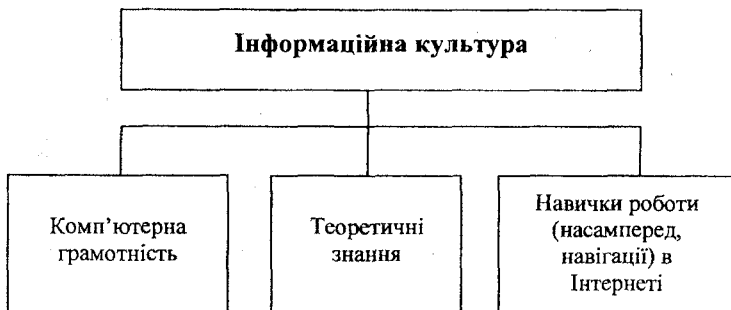 Інформаційна культура
Комп’ютерна
грамотність
Теоретичні
знання
Навички роботи
(насамперед,
навігації) в
Інтернеті